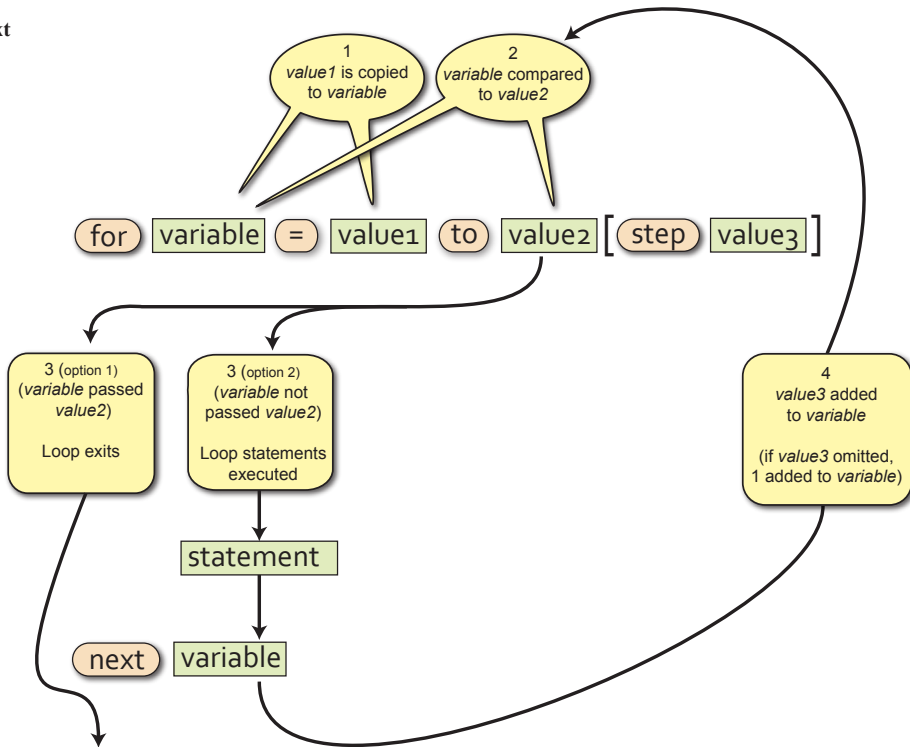 xt
1
value1 is copied
to variable
2
variable compared
to value2
for variable = value1 to value2 [ step value3 ]
3 (option 1)
(variable passed
value2)
Loop exits
3 (option 2)
(variable not
passed value2)
Loop statements
executed
4
value3 added
to variable
(if value3 omitted,
1 added to variable)
statement
next variable